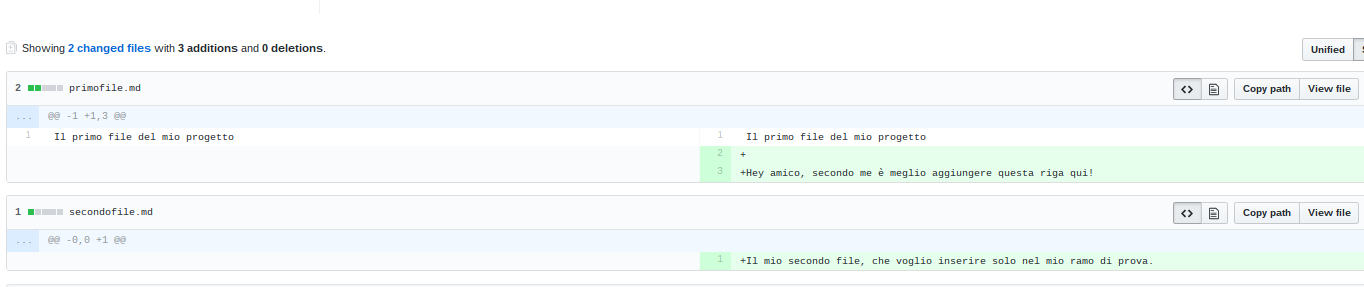 Showing 2 changed files with 3 additions and 0 deletions.
Unified
2 primofile.md
Copy path View file
... @@ -1 +1,3 @@
1 Il primo file del mio progetto 1 Il primo file del mio progetto
2 +
3 +Hey amico, secondo me è meglio aggiungere questa riga qui!
1 secondofile.md
Copy path View file
... @@ -0,0 +1 @@
1 +Il mio secondo file, che voglio inserire solo nel mio ramo di prova.